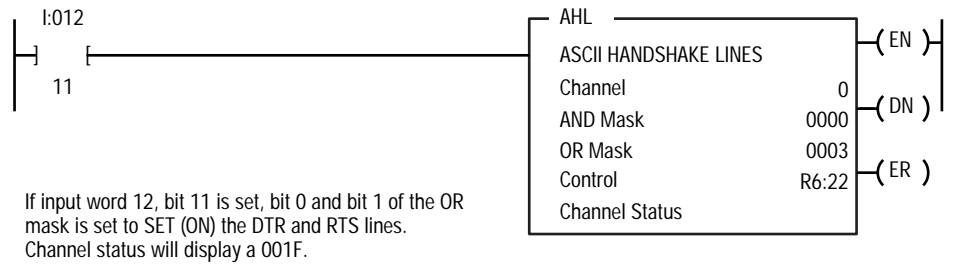 I:012
11
AHL
ASCII HANDSHAKE LINES
Channel 0
AND Mask 0000
OR Mask 0003
Control R6:22
Channel Status
EN
DN
ER
If input word 12, bit 11 is set, bit 0 and bit 1 of the OR
mask is set to SET (ON) the DTR and RTS lines.
Channel status will display a 001F.